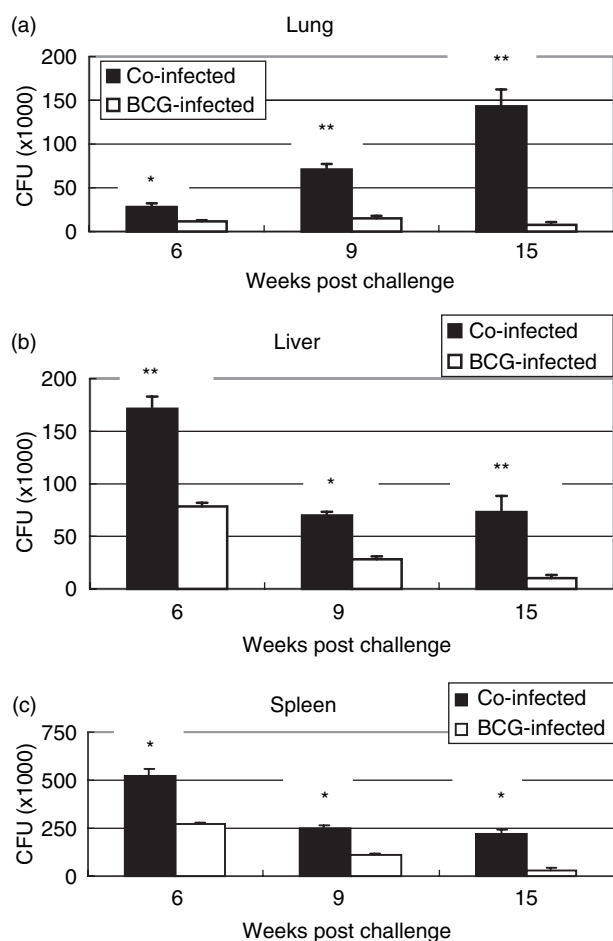 (a) Lung
200
150
100
50
0
CFU (x1000)
Co-infected
BCG-infected
*
**
**
6 9 15
Weeks post challenge
(b) Liver
Co-infected
BCG-infected
200
150
100
50
0
CFU (x1000)
**
*
**
6 9 15
Weeks post challenge
(c) Spleen
Co-infected
BCG-infected
750
500
250
0
CFU (x1000)
*
*
*
6 9 15
Weeks post challenge